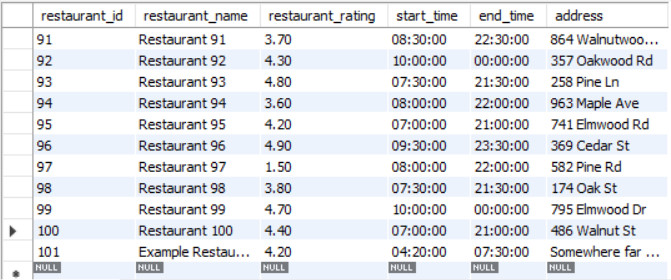 restaurant_id restaurant_name restaurant_rating start_time end_time address
91 Restaurant 91 3.70 08:30:00 22:30:00 864 Walnutwoo...
92 Restaurant 92 4.30 10:00:00 00:00:00 357 Oakwood Rd
93 Restaurant 93 4.80 07:30:00 21:30:00 258 Pine Ln
94 Restaurant 94 3.60 08:00:00 22:00:00 963 Maple Ave
95 Restaurant 95 4.20 07:00:00 21:00:00 741 Elmwood Rd
96 Restaurant 96 4.90 09:30:00 23:30:00 369 Cedar St
97 Restaurant 97 1.50 08:00:00 22:00:00 582 Pine Rd
98 Restaurant 98 3.80 07:30:00 21:30:00 174 Oak St
99 Restaurant 99 4.70 10:00:00 00:00:00 795 Elmwood Dr
100 Restaurant 100 4.40 07:00:00 21:00:00 486 Walnut St
101 Example Restau... 4.20 04:20:00 07:30:00 Somewhere far ...
NULL NULL NULL NULL NULL NULL